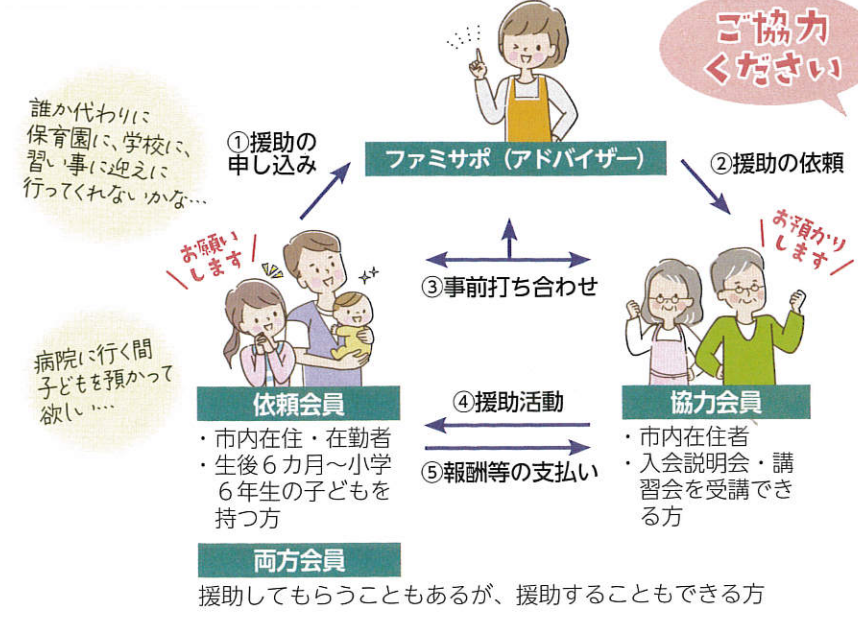 ご協力
ください
誰か代わりに
保育園に、学校に、
習い事に迎えに
行ってくれないかな…
①援助の
申し込み
ファミサポ（アドバイザー）
②援助の依頼
お願い
します
お預かり
します
③事前打ち合わせ
病院に行く間
子どもを預かって
欲しい…
依頼会員
・市内在住・在勤者
・生後６カ月～小学
６年生の子どもを
持つ方
④援助活動
⑤報酬等の支払い
協力会員
・市内在住者
・入会説明会・講
習会を受講でき
る方
両方会員
援助してもらうこともあるが、援助することもできる方